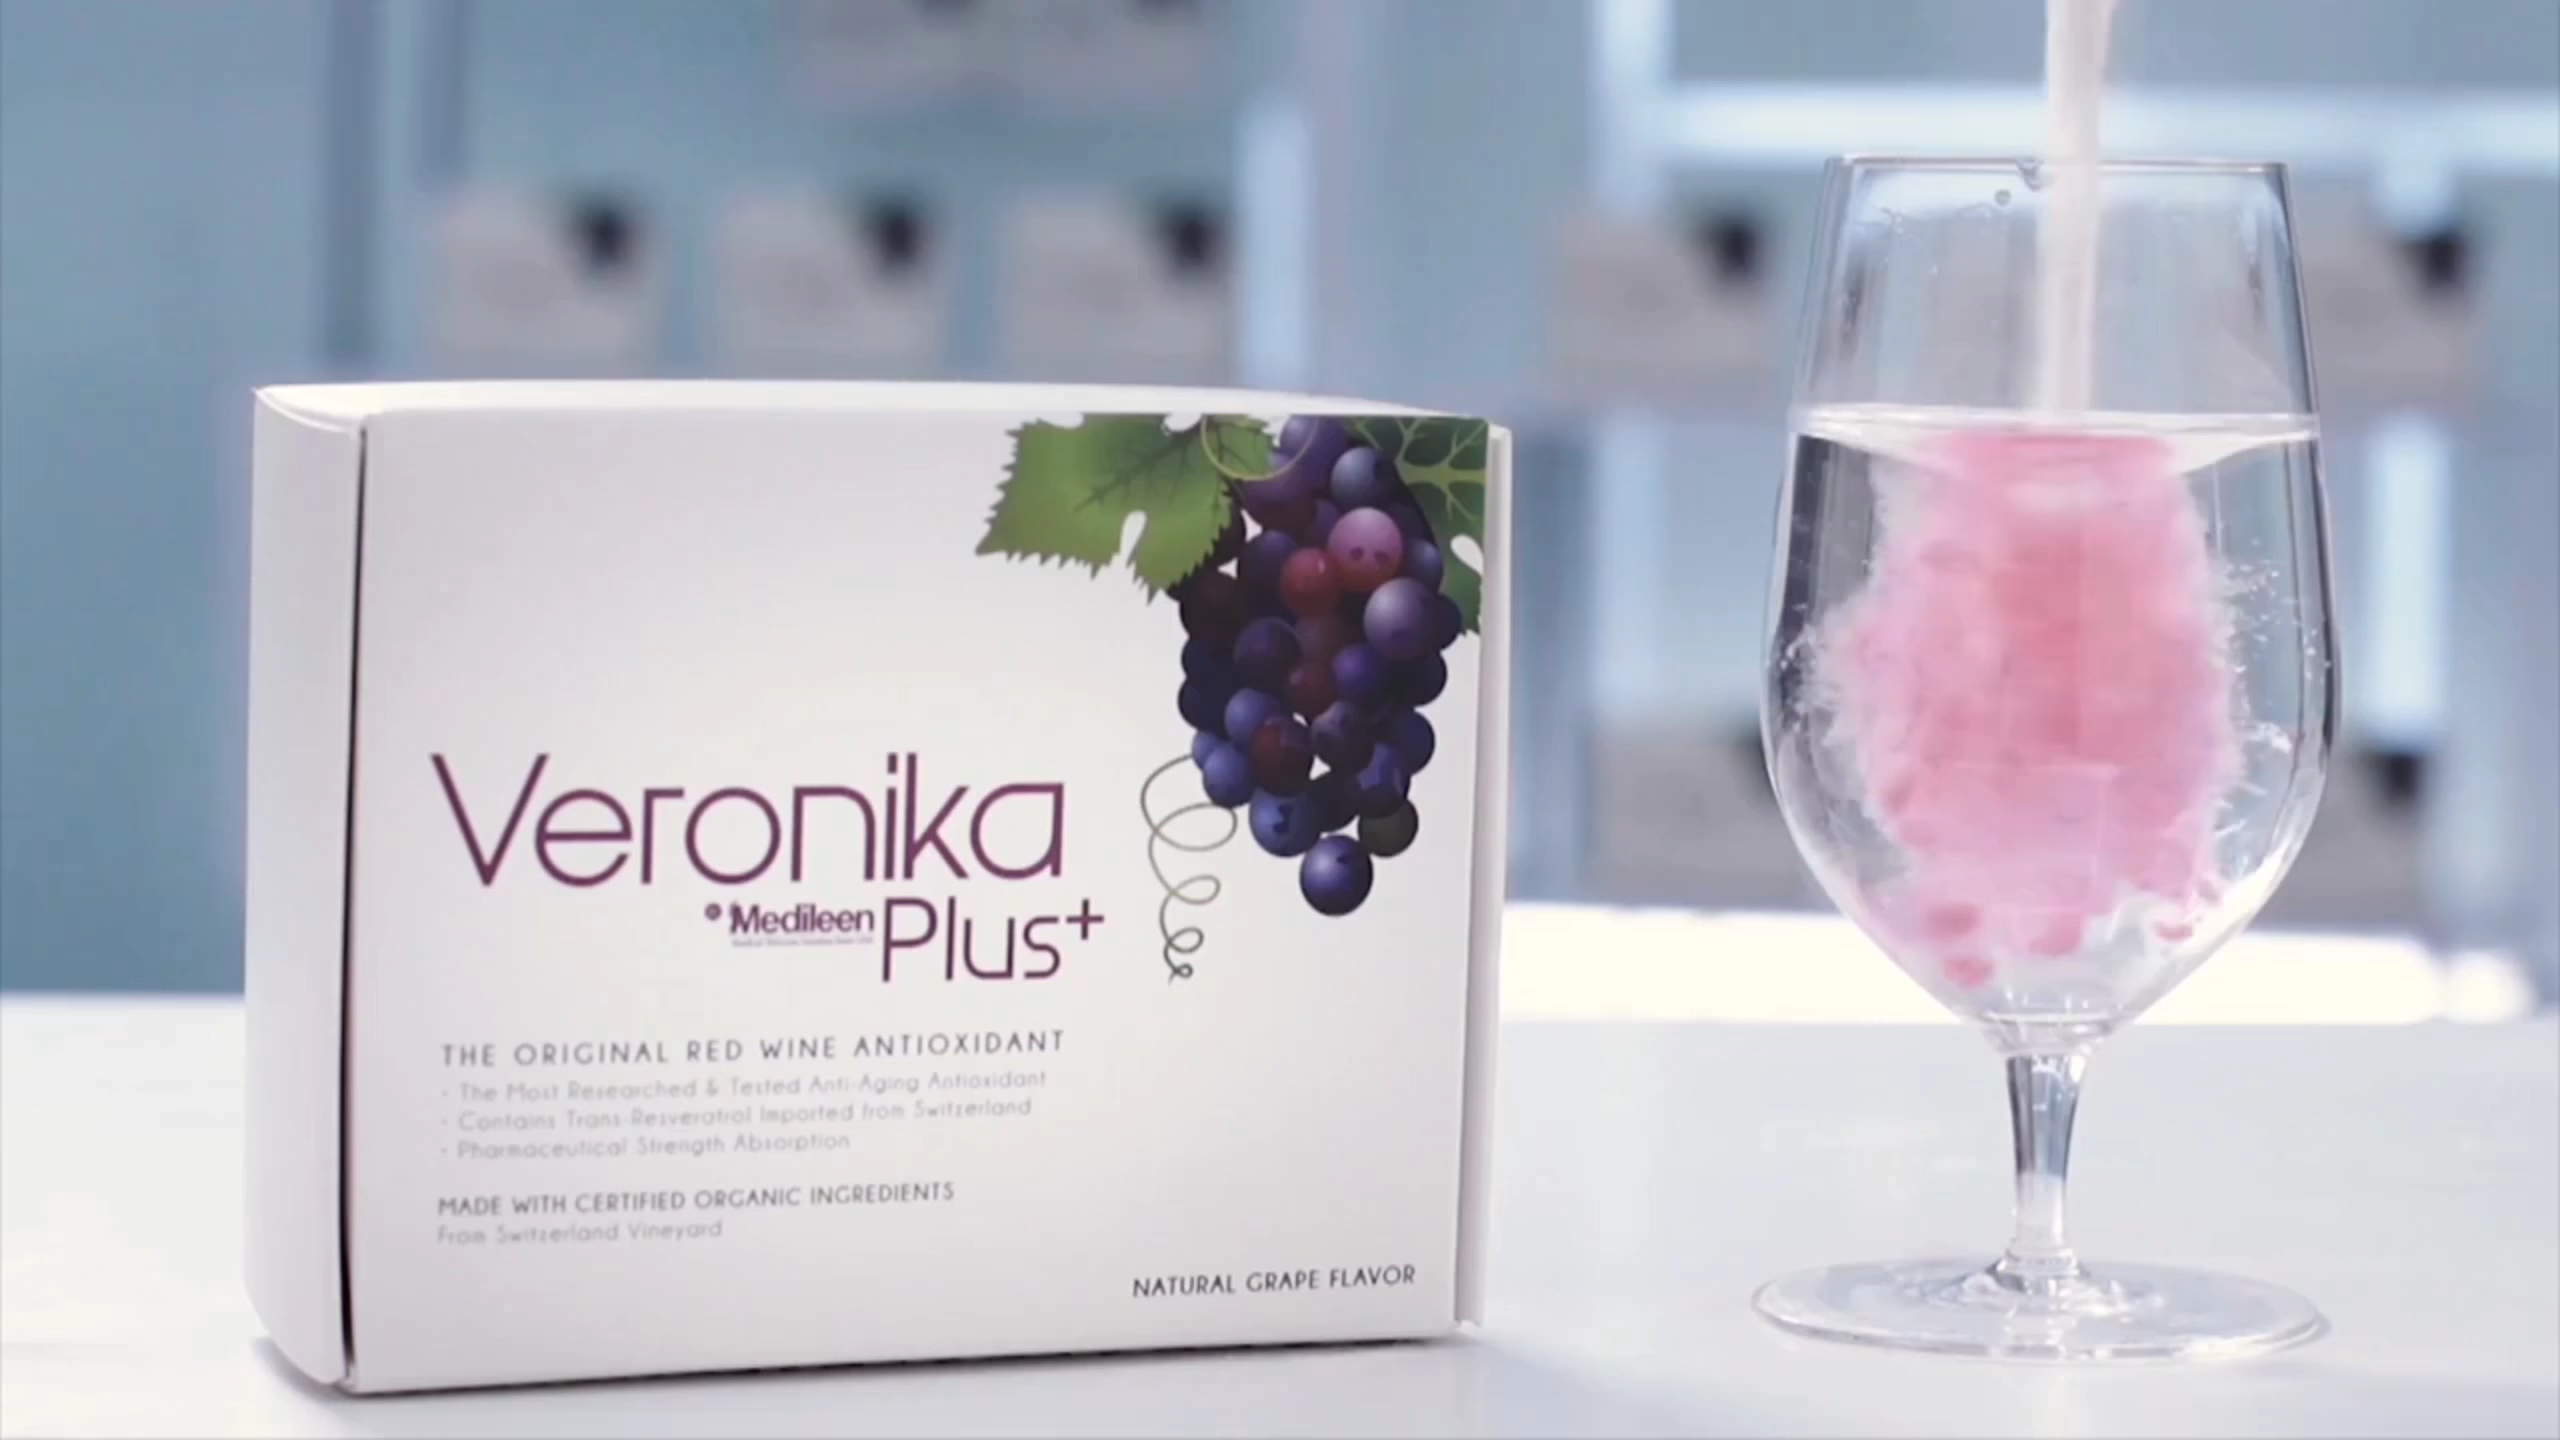 Veronika
Medileen Plus+
THE ORIGINAL RED WINE ANTIOXIDANT
· The Most Researched & Tested Anti-Aging Antioxidant
· Contains Trans-Resveratrol Imported from Switzerland
· Pharmaceutical Strength Absorption
MADE WITH CERTIFIED ORGANIC INGREDIENTS
From Switzerland Vineyard
NATURAL GRAPE FLAVOR